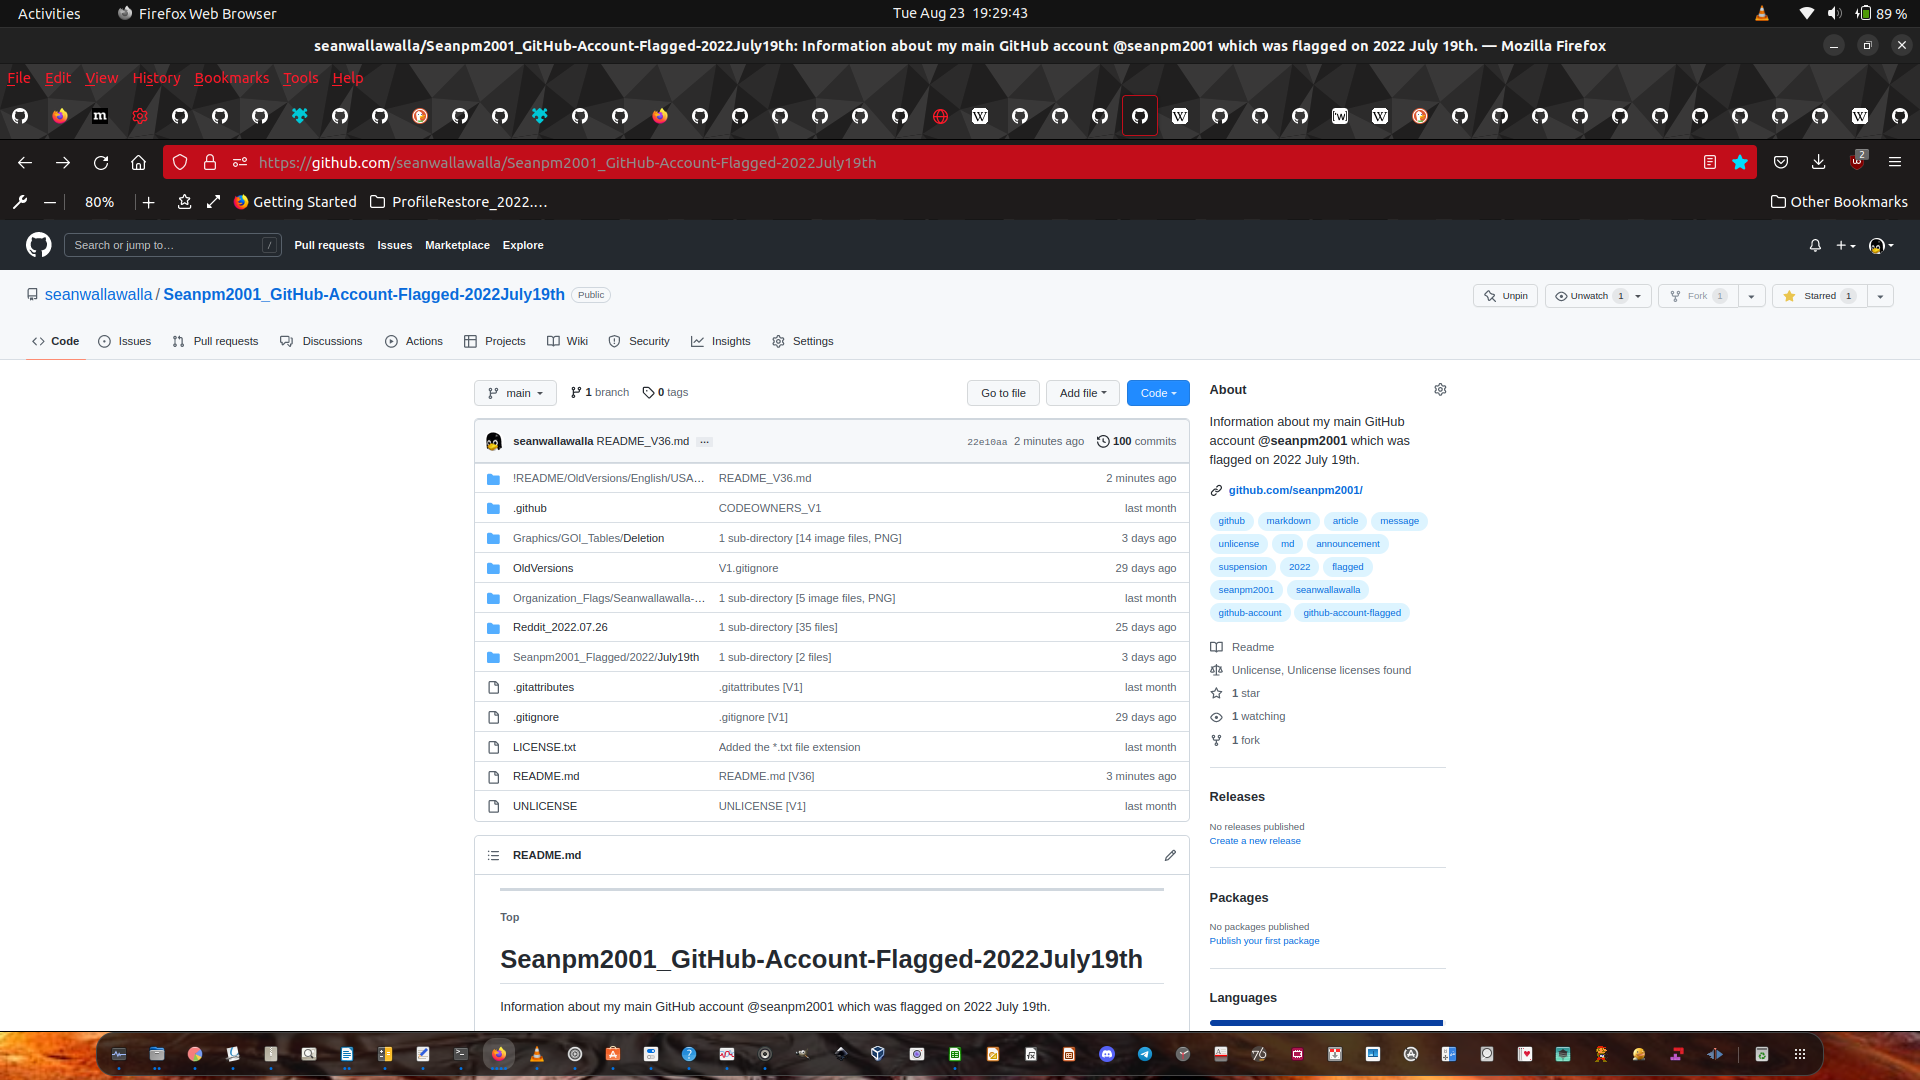 Activities
Firefox Web Browser
Tue Aug 23 19:29:43
89 %
seanwallawalla/Seanpm2001_GitHub-Account-Flagged-2022July19th: Information about my main GitHub account @seanpm2001 which was flagged on 2022 July 19th. — Mozilla Firefox
File Edit View History Bookmarks Tools Help
https://github.com/seanwallawalla/Seanpm2001_GitHub-Account-Flagged-2022July19th
2
80%
Getting Started
ProfileRestore_2022....
Other Bookmarks
Search or jump to...
/
Pull requests Issues Marketplace Explore
seanwallawalla / Seanpm2001_GitHub-Account-Flagged-2022July19th Public
Unpin
Unwatch 1
Fork 1
Starred 1
Code Issues Pull requests Discussions Actions Projects Wiki Security Insights Settings
main
1 branch
0 tags
Go to file
Add file
Code
seanwallawalla README_V36.md ...
22e10aa 2 minutes ago
100 commits
!README/OldVersions/English/USA... README_V36.md 2 minutes ago
.github CODEOWNERS_V1 last month
Graphics/GOI_Tables/Deletion 1 sub-directory [14 image files, PNG] 3 days ago
OldVersions V1.gitignore 29 days ago
Organization_Flags/Seanwallawalla-... 1 sub-directory [5 image files, PNG] last month
Reddit_2022.07.26 1 sub-directory [35 files] 25 days ago
Seanpm2001_Flagged/2022/July19th 1 sub-directory [2 files] 3 days ago
.gitattributes .gitattributes [V1] last month
.gitignore .gitignore [V1] 29 days ago
LICENSE.txt Added the *.txt file extension last month
README.md README.md [V36] 3 minutes ago
UNLICENSE UNLICENSE [V1] last month
README.md
Top
Seanpm2001_GitHub-Account-Flagged-2022July19th
Information about my main GitHub account @seanpm2001 which was flagged on 2022 July 19th.
About
Information about my main GitHub
account @seanpm2001 which was
flagged on 2022 July 19th.
github.com/seanpm2001/
github markdown article message
unlicense md announcement
suspension 2022 flagged
seanpm2001 seanwallawalla
github-account github-account-flagged
Readme
Unlicense, Unlicense licenses found
1 star
1 watching
1 fork
Releases
No releases published
Create a new release
Packages
No packages published
Publish your first package
Languages